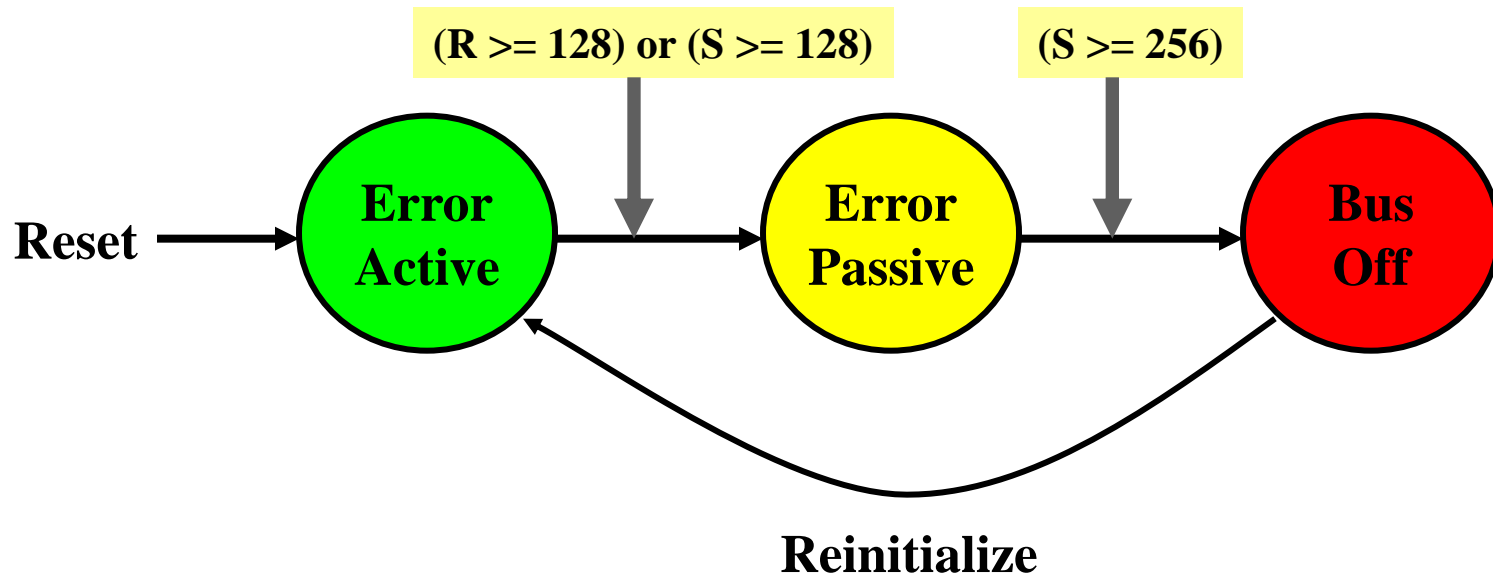 (R >= 128) or (S >= 128)
(S >= 256)
Reset
Error
Active
Error
Passive
Bus
Off
Reinitialize